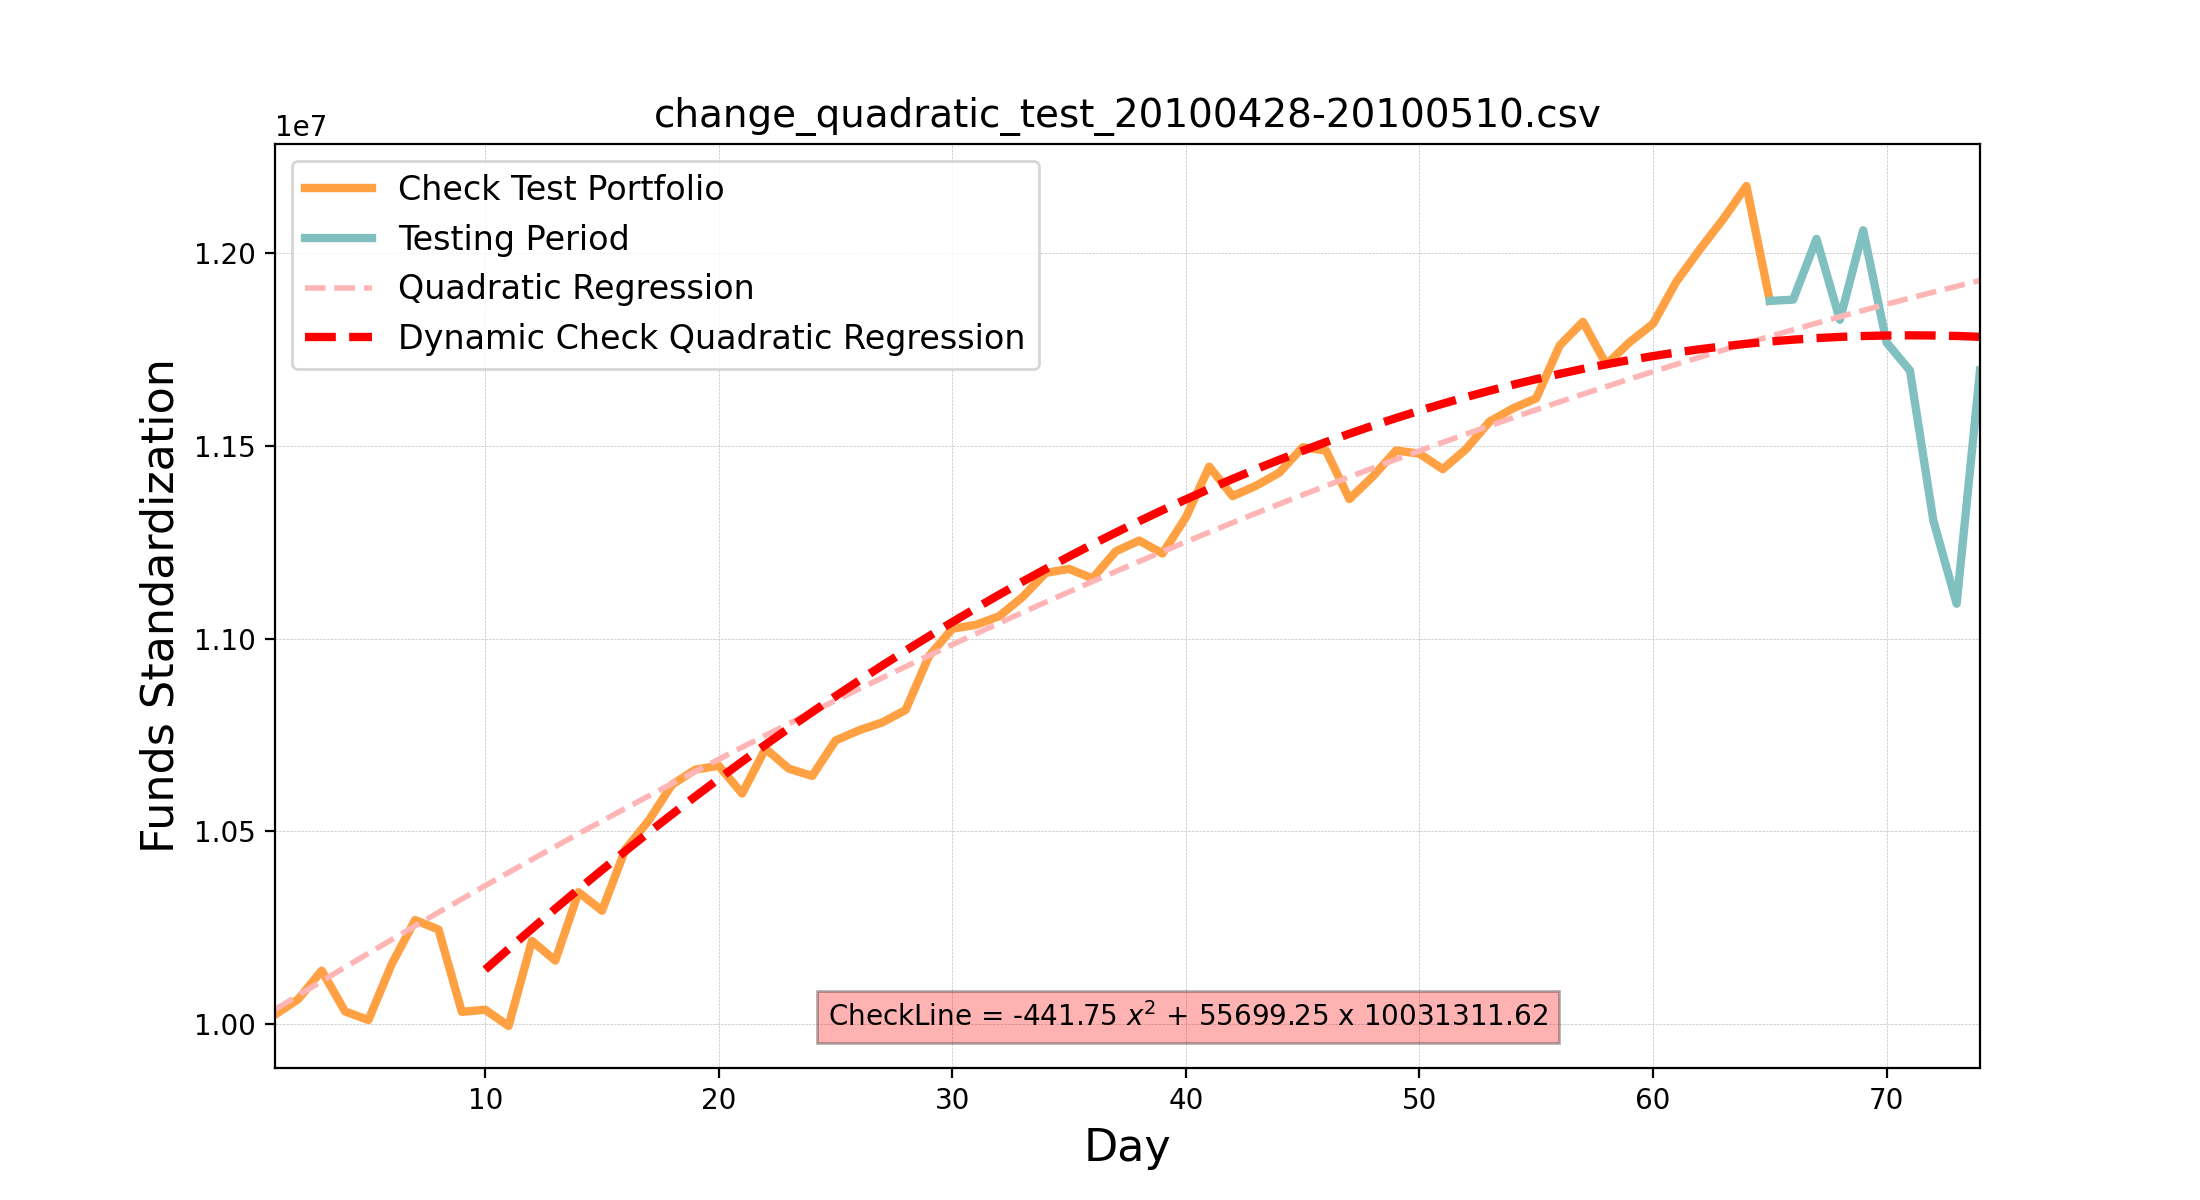 change_quadratic_test_20100428-20100510.csv
1e7
Check Test Portfolio
Testing Period
Quadratic Regression
Dynamic Check Quadratic Regression
1.20
1.15
1.10
1.05
1.00
Funds Standardization
CheckLine = -441.75 x² + 55699.25 x 10031311.62
10 20 30 40 50 60 70
Day